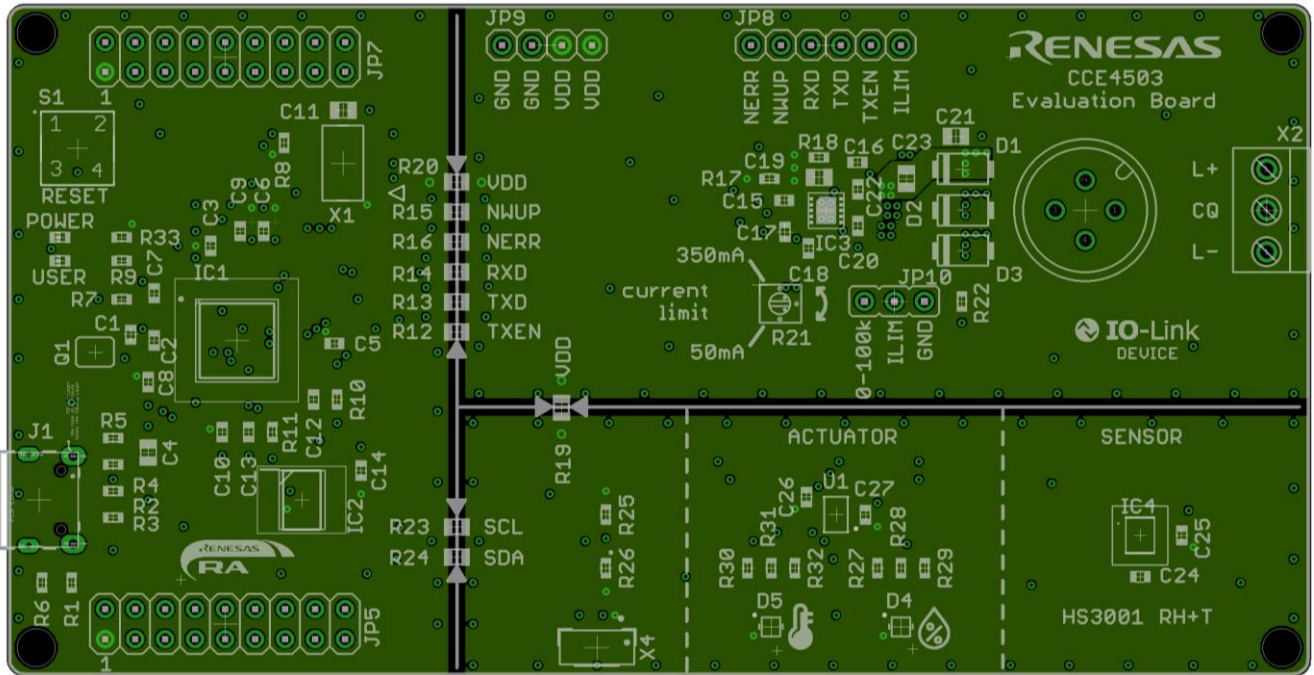 JP9
JP8
JP7
1
S1
1 2
3 4
RESET
POWER
USER
GND
GND
VDD
VDD
NERR
NWUP
RXD
TXD
TXEN
ILIM
RENESAS
CCE4503
Evaluation Board
X2
L+
CQ
L-
C11
R8
X1
C9
C6
C3
R33
R9
R7
C7
IC1
C1
Q1
C2
C8
C5
R10
R11
C12
R5
J1
C4
R4
R2
R3
C10
C13
C14
IC2
R6
R1
RENESAS
RA
JP5
1
R20 VDD
R15 NWUP
R16 NERR
R14 RXD
R13 TXD
R12 TXEN
R18
C16
C23
C21
D1
C19
R17
C15
C17
C22
D2
IC3
C20
D3
350mA
C18
current
limit
R21
50mA
JP10
0-100k
ILIM
GND
R22
IO-Link
DEVICE
VDD
R19
R23 SCL
R24 SDA
R25
R26
X4
ACTUATOR
U1
C26
C27
R31
R28
R30
R32
R27
R29
D5
D4
%
SENSOR
IC4
C25
C24
HS3001 RH+T